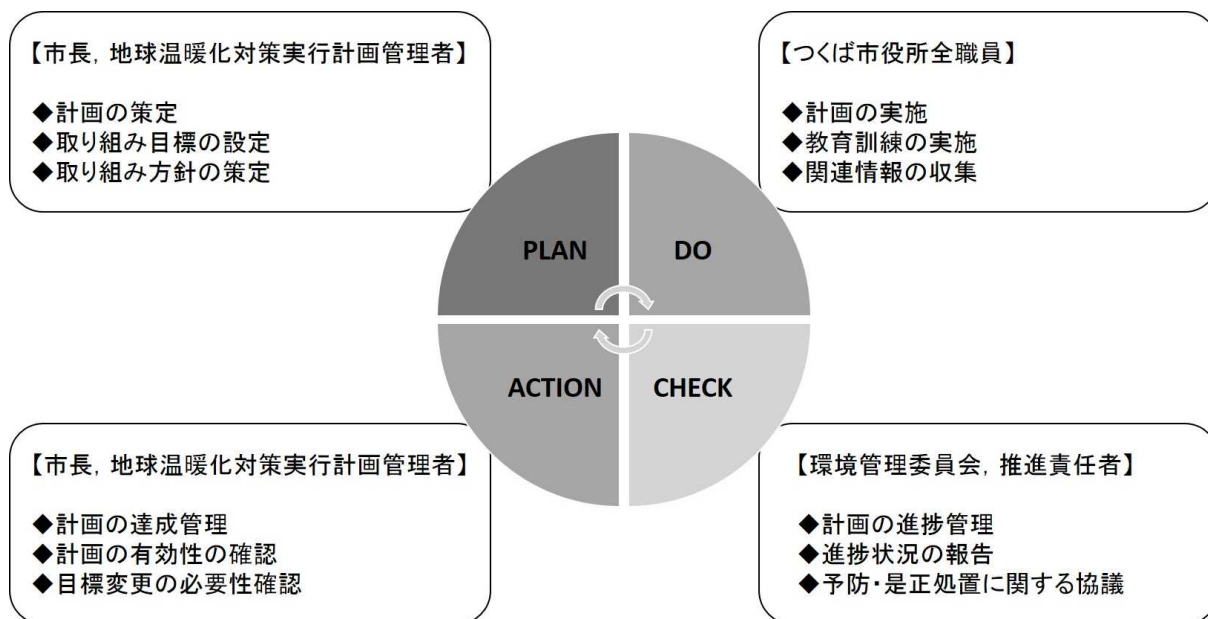 【市長，地球温暖化対策実行計画管理者】
◆計画の策定
◆取り組み目標の設定
◆取り組み方針の策定
【つくば市役所全職員】
◆計画の実施
◆教育訓練の実施
◆関連情報の収集
PLAN
DO
ACTION
CHECK
【市長，地球温暖化対策実行計画管理者】
◆計画の達成管理
◆計画の有効性の確認
◆目標変更の必要性確認
【環境管理委員会，推進責任者】
◆計画の進捗管理
◆進捗状況の報告
◆予防・是正処置に関する協議